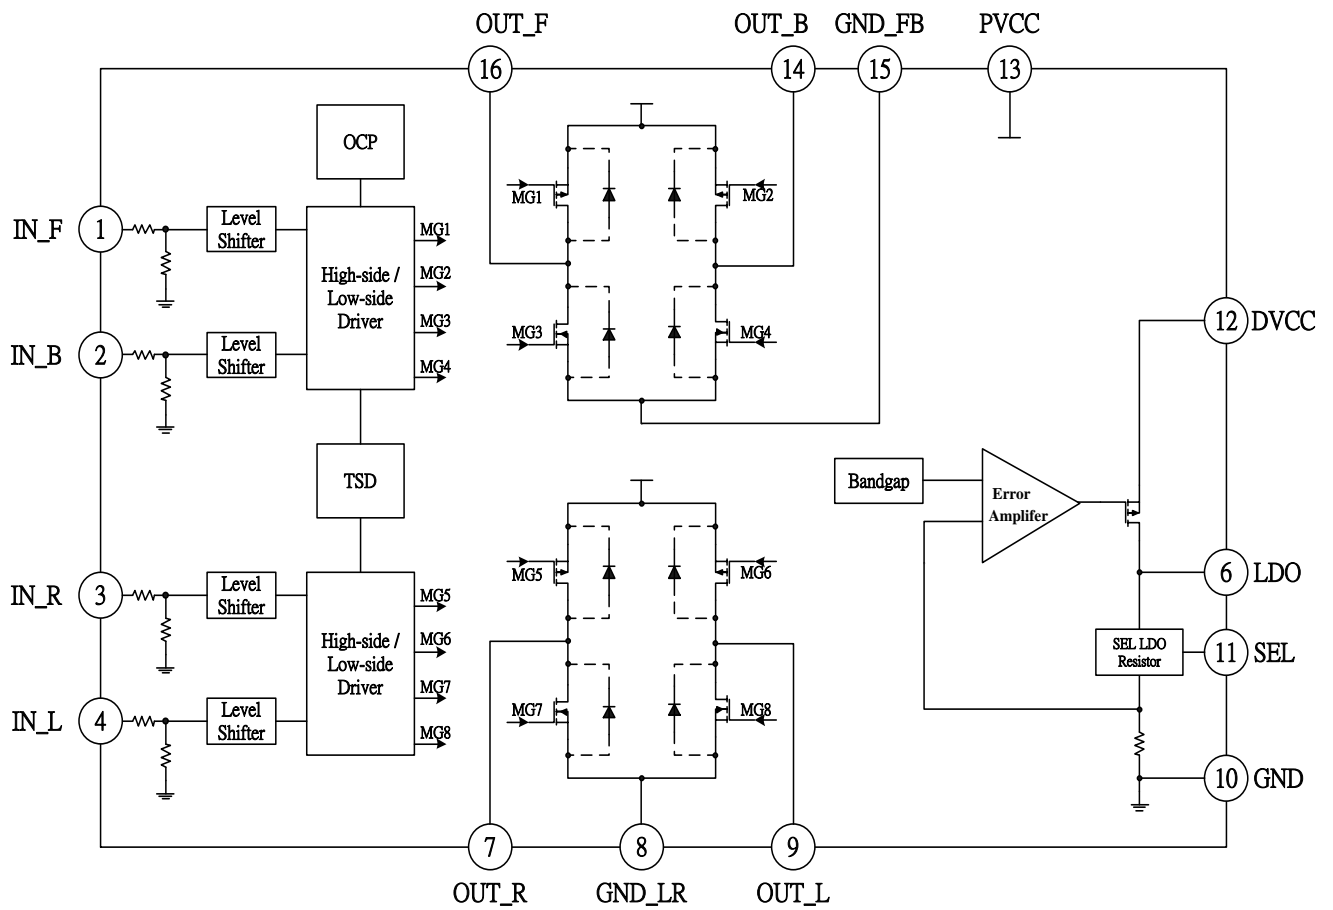 OUT_F
OUT_B
GND_FB
PVCC
16
14
15
13
OCP
IN_F
1
Level
Shifter
High-side /
Low-side
Driver
MG1
MG2
MG3
MG4
IN_B
2
Level
Shifter
MG1
MG2
MG3
MG4
12
DVCC
TSD
Bandgap
Error
Amplifer
IN_R
3
Level
Shifter
High-side /
Low-side
Driver
MG5
MG6
MG7
MG8
IN_L
4
Level
Shifter
MG5
MG6
MG7
MG8
6
LDO
SEL LDO
Resistor
11
SEL
10
GND
7
8
9
OUT_R
GND_LR
OUT_L